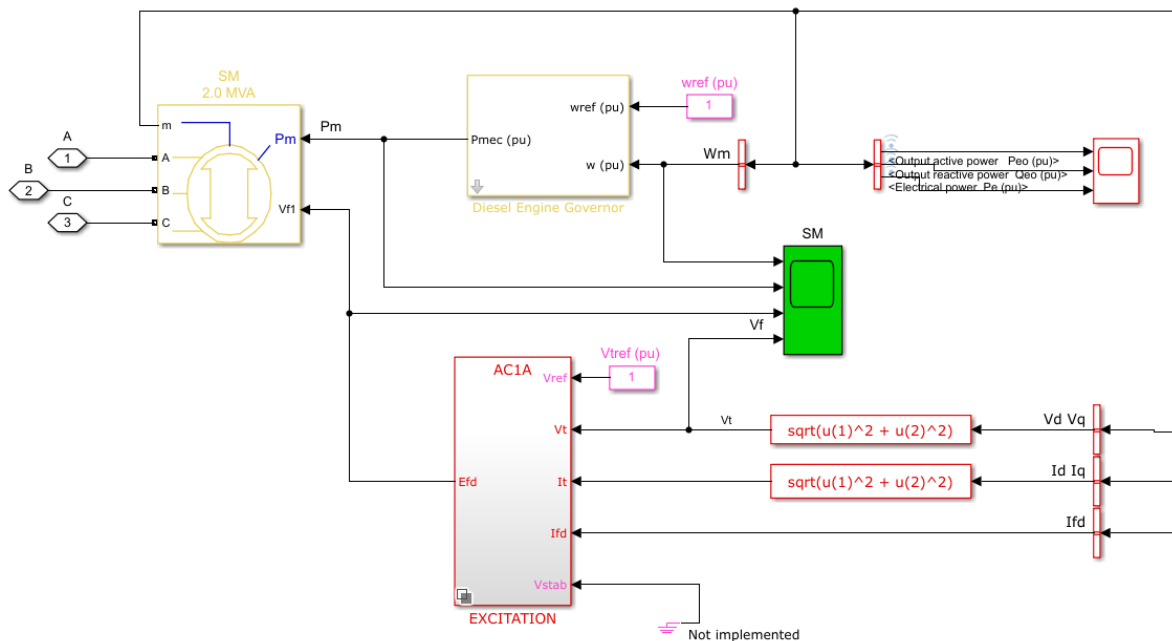 SM
2.0 MVA
m
Pm
A
B
C
Vf1
A
1
B
2
C
3
Pm
wref (pu)
Pmec (pu)
w (pu)
Diesel Engine Governor
wref (pu)
1
Wm
<Output active power   Peo (pu)>
<Output reactive power   Qeo (pu)>
<Electrical power  Pe (pu)>
SM
Vf
Vtref (pu)
1
AC1A
Vref
Vt
Efd
It
Ifd
Vstab
EXCITATION
Vt
sqrt(u(1)^2 + u(2)^2)
Vd Vq
sqrt(u(1)^2 + u(2)^2)
Id Iq
Ifd
Not implemented